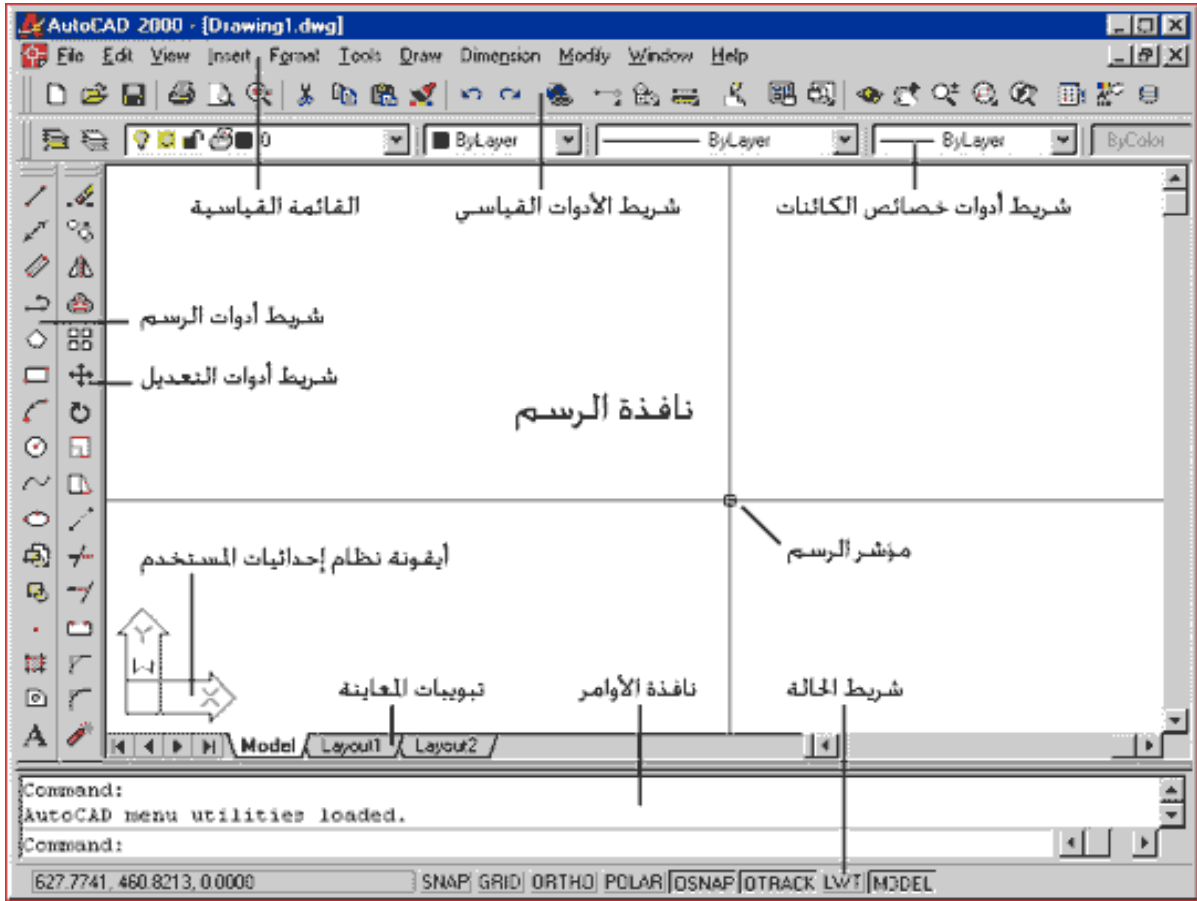 AutoCAD 2000 - [Drawing1.dwg]
File Edit View Insert Format Tools Draw Dimension Modify Window Help
0 ByLayer ByLayer ByLayer ByColor
القائمة القياسية
شريط الأدوات القياسي
شريط أدوات خصائص الكائنات
شريط أدوات الرسم
شريط أدوات التعديل
نافذة الرسم
مؤشر الرسم
أيقونة نظام إحداثيات المستخدم
Y
W
X
تبويبات المعاينة
نافذة الأوامر
شريط الحالة
Model Layout1 Layout2
Command:
AutoCAD menu utilities loaded.
Command:
627.7741, 460.8213, 0.0000 SNAP GRID ORTHO POLAR OSNAP OTRACK LWT MODEL